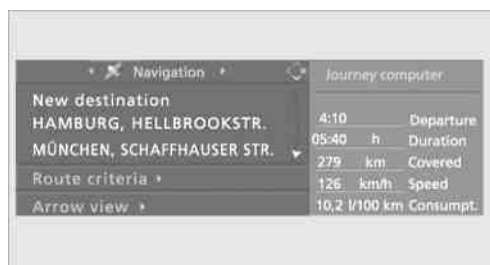 Navigation
New destination
HAMBURG, HELLBROOKSTR.
MÜNCHEN, SCHAFFHAUSER STR.
Route criteria
Arrow view
Journey computer
4:10 Departure
05:40 h Duration
279 km Covered
126 km/h Speed
10,2 l/100 km Consumpt.